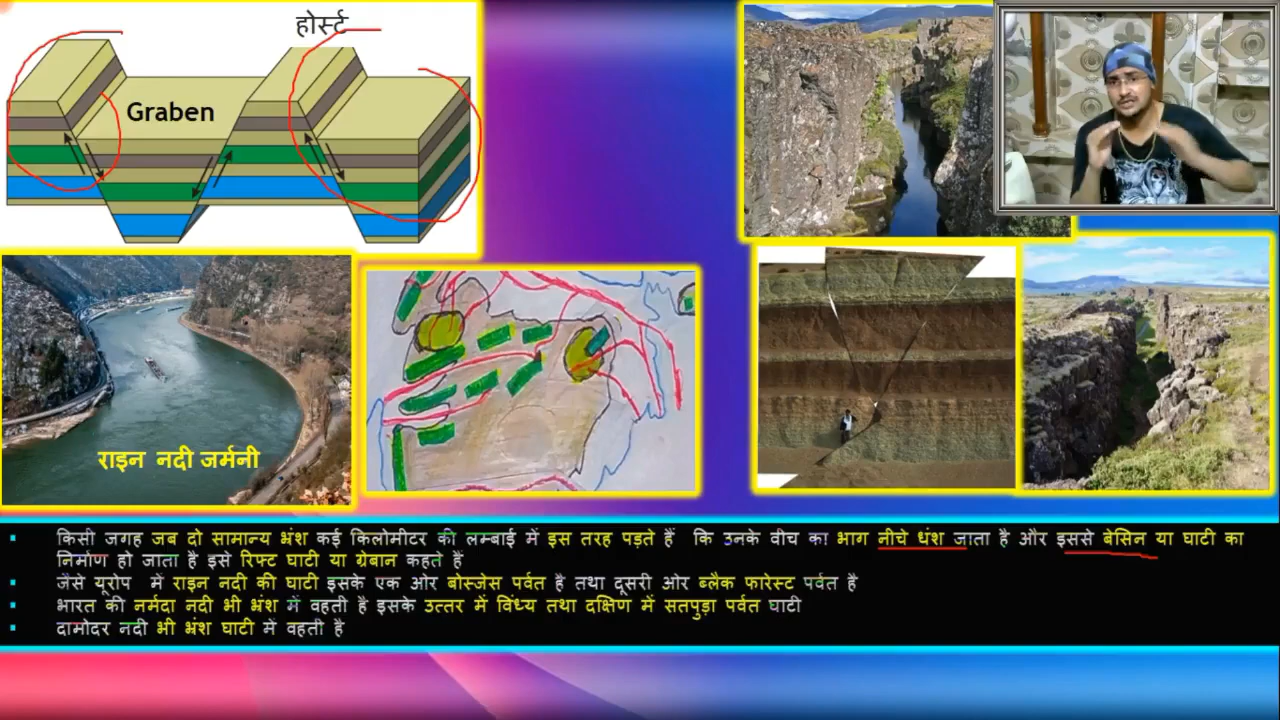 होर्स्ट
Graben
राइन नदी जर्मनी
किसी जगह जब दो सामान्य भ्रंश कई किलोमीटर की लम्बाई में इस तरह पड़ते हैं कि उनके वीच का भाग नीचे धंश जाता है और इससे बेसिन या घाटी का
निर्माण हो जाता है इसे रिफ्ट घाटी या ग्रेबान कहते हैं
जैसे यूरोप में राइन नदी की घाटी इसके एक ओर बोस्जेस पर्वत है तथा दूसरी ओर ब्लैक फारेस्ट पर्वत है
भारत की नर्मदा नदी भी भ्रंश में वहती है इसके उत्तर में विंध्य तथा दक्षिण में सतपुड़ा पर्वत घाटी
दामोदर नदी भी भ्रंश घाटी में वहती है